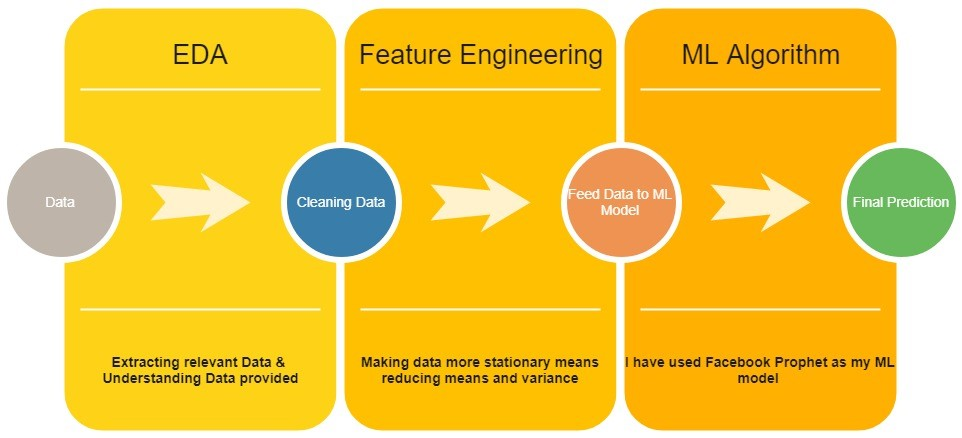 EDA
Feature Engineering
ML Algorithm
Data
Cleaning Data
Feed Data to ML
Model
Final Prediction
Extracting relevant Data &
Understanding Data provided
Making data more stationary means
reducing means and variance
I have used Facebook Prophet as my ML
model